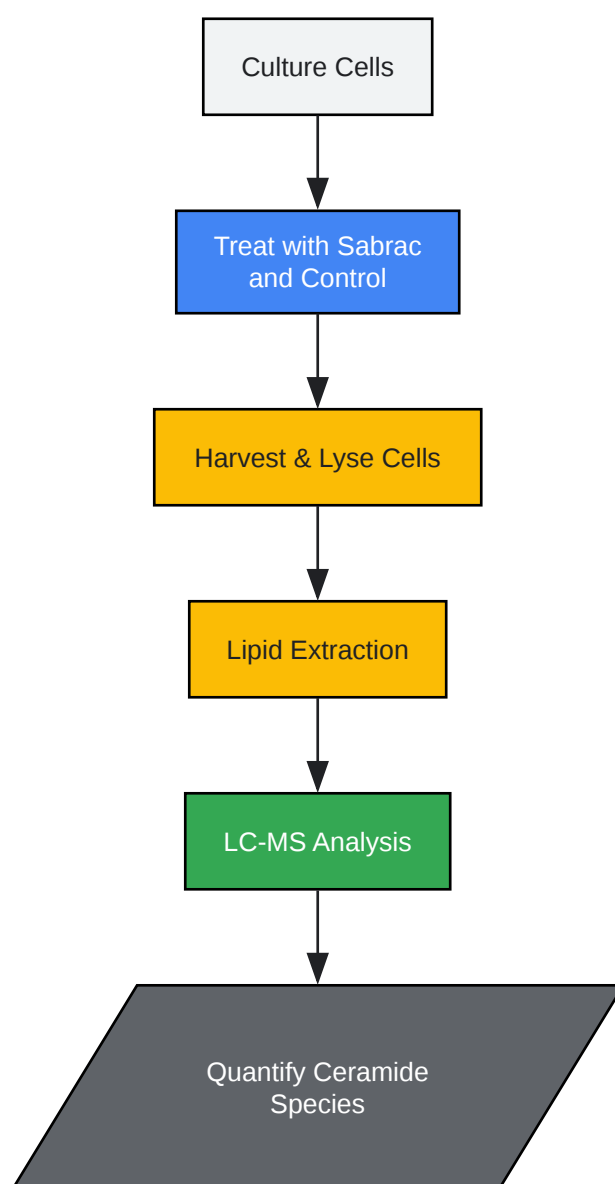 Culture Cells
Treat with Sabrac
and Control
Harvest & Lyse Cells
Lipid Extraction
LC-MS Analysis
Quantify Ceramide
Species